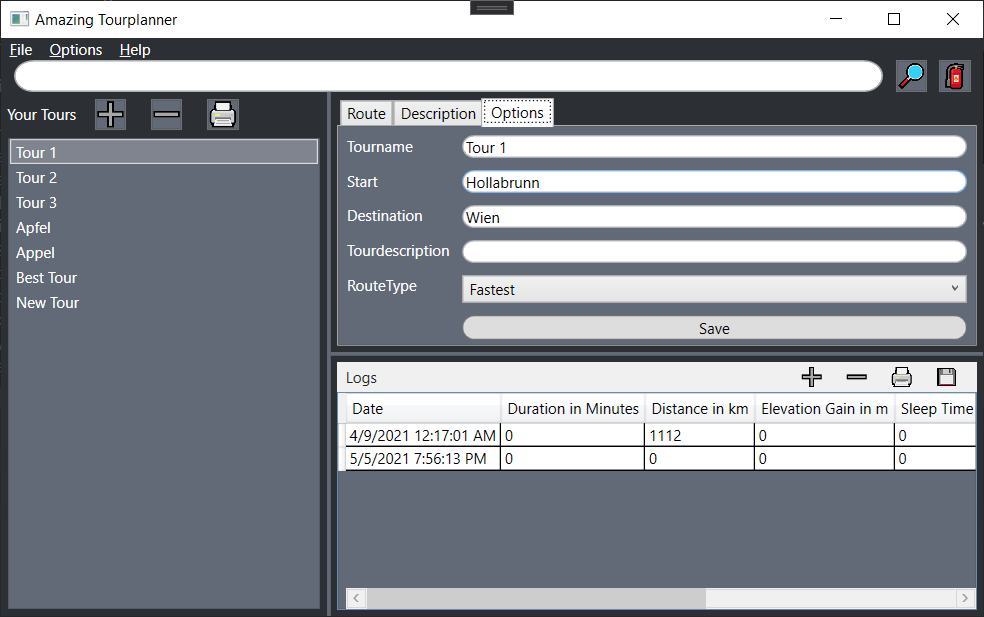 Amazing Tourplanner
File Options Help
Your Tours
Tour 1
Tour 2
Tour 3
Apfel
Appel
Best Tour
New Tour
Route Description Options
Tourname Tour 1
Start Hollabrunn
Destination Wien
Tourdescription
RouteType Fastest
Save
Logs
Date Duration in Minutes Distance in km Elevation Gain in m Sleep Time
4/9/2021 12:17:01 AM 0 1112 0 0
5/5/2021 7:56:13 PM 0 0 0 0